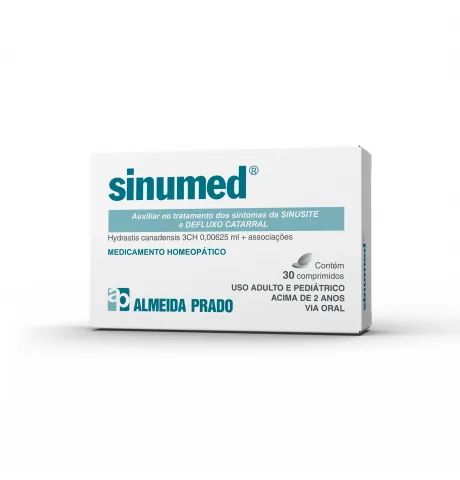 sinumed®
Auxiliar no tratamento dos sintomas da SINUSITE
e DEFLUXO CATARRAL
Hydrastis canadensis 3CH 0,00625 ml + associações
MEDICAMENTO HOMEOPÁTICO
Contém
30 comprimidos
USO ADULTO E PEDIÁTRICO
ACIMA DE 2 ANOS
VIA ORAL
ap ALMEIDA PRADO